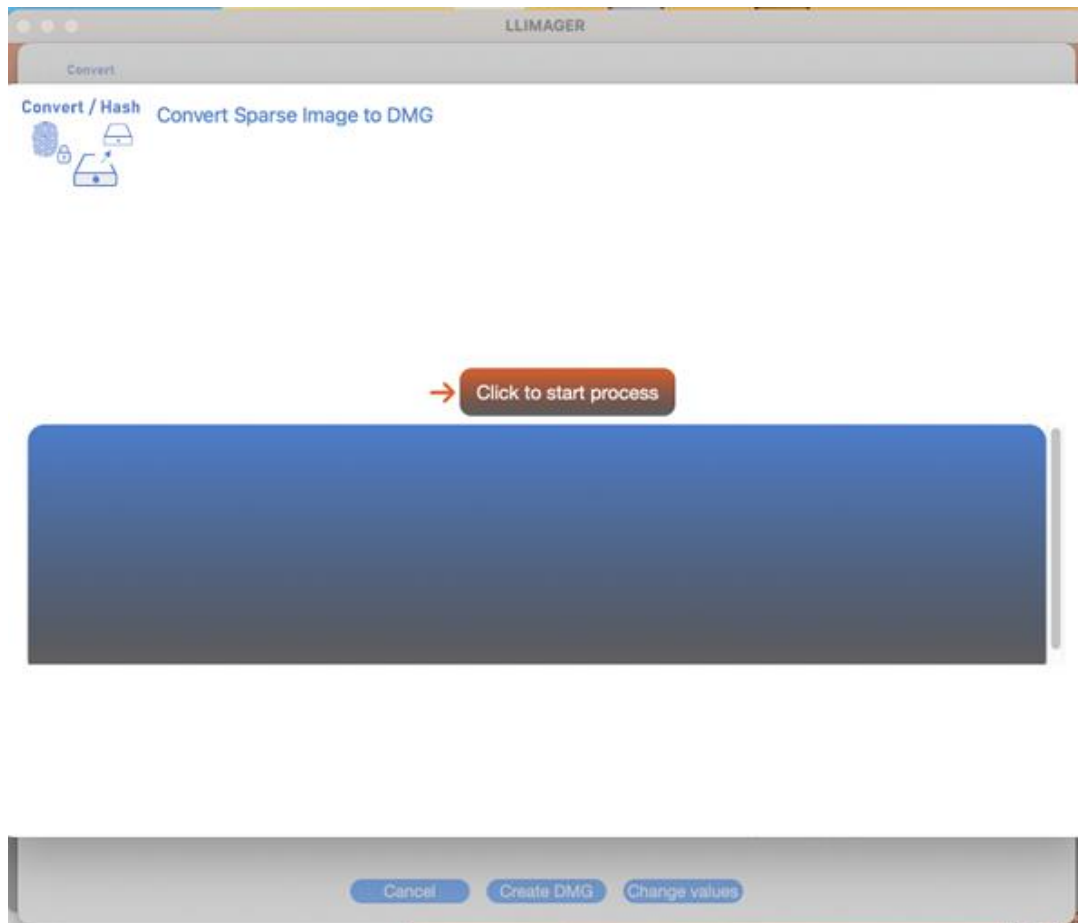 LLIMAGER
Convert
Convert / Hash
Convert Sparse Image to DMG
Click to start process
Cancel
Create DMG
Change values